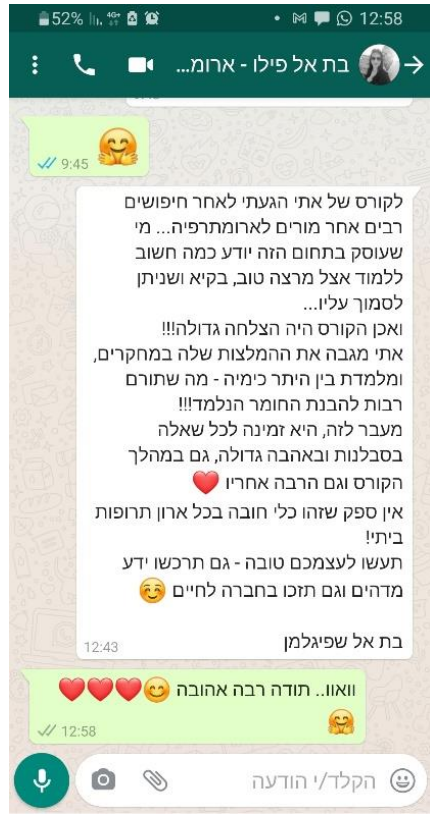 52% 4G+ 12:58
בת אל פילו - ארומ...
9:45
לקורס של אתי הגעתי לאחר חיפושים
רבים אחר מורים לארומתרפיה... מי
שעוסק בתחום הזה יודע כמה חשוב
ללמוד אצל מרצה טוב, בקיא ושניתן
לסמוך עליו...
ואכן הקורס היה הצלחה גדולה!!!
אתי מגבה את ההמלצות שלה במחקרים,
ומלמדת בין היתר כימיה - מה שתורם
רבות להבנת החומר הנלמד!!!
מעבר לזה, היא זמינה לכל שאלה
בסבלנות ובאהבה גדולה, גם במהלך
הקורס וגם הרבה אחריו ❤️
אין ספק שזהו כלי חובה בכל ארון תרופות
ביתי!
תעשו לעצמכם טובה - גם תרכשו ידע
מדהים וגם תזכו בחברה לחיים ☺️
בת אל שפיגלמן
12:43
וואוו.. תודה רבה אהובה 😊❤️❤️❤️
🤗
12:58
הקלד/י הודעה